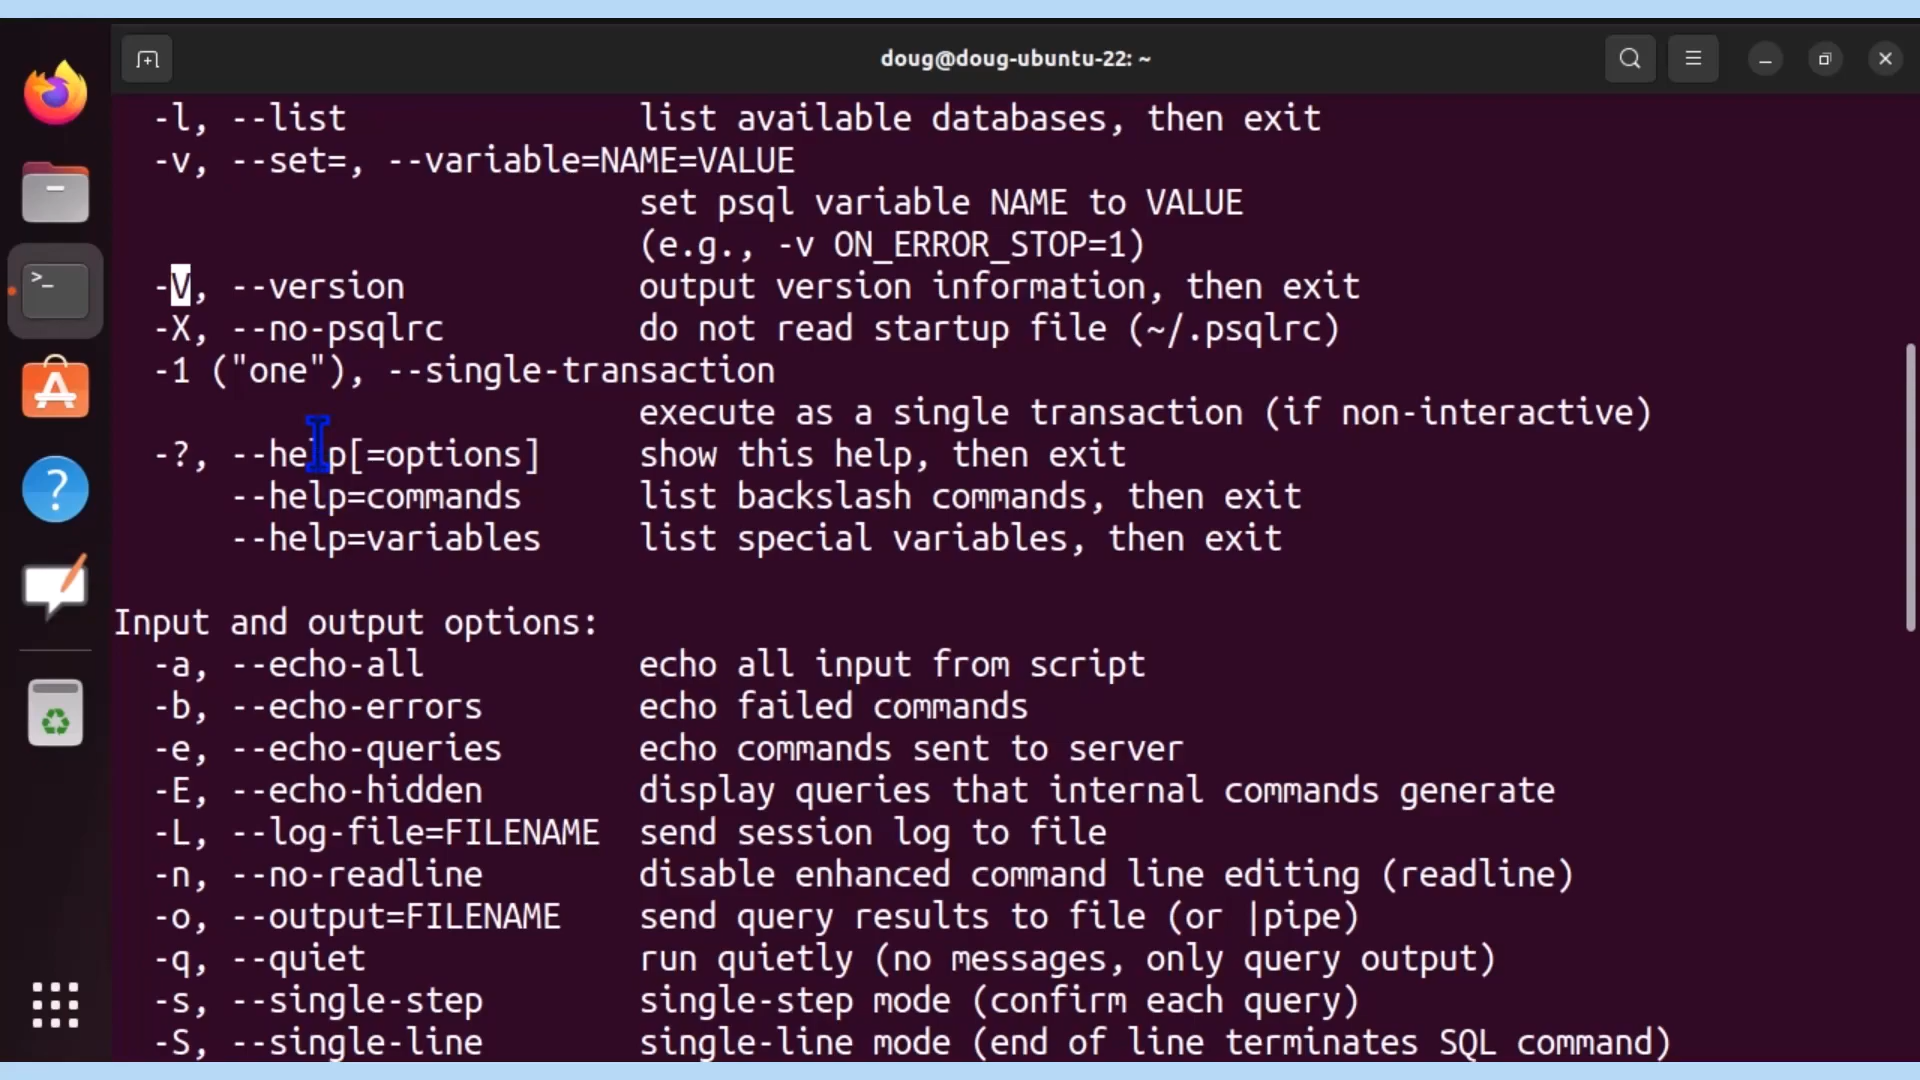 doug@doug-ubuntu-22: ~
-l, --list list available databases, then exit
-v, --set=, --variable=NAME=VALUE
set psql variable NAME to VALUE
(e.g., -v ON_ERROR_STOP=1)
-V, --version output version information, then exit
-X, --no-psqlrc do not read startup file (~/.psqlrc)
-1 ("one"), --single-transaction
execute as a single transaction (if non-interactive)
-?, --help[=options] show this help, then exit
--help=commands list backslash commands, then exit
--help=variables list special variables, then exit
Input and output options:
-a, --echo-all echo all input from script
-b, --echo-errors echo failed commands
-e, --echo-queries echo commands sent to server
-E, --echo-hidden display queries that internal commands generate
-L, --log-file=FILENAME send session log to file
-n, --no-readline disable enhanced command line editing (readline)
-o, --output=FILENAME send query results to file (or |pipe)
-q, --quiet run quietly (no messages, only query output)
-s, --single-step single-step mode (confirm each query)
-S, --single-line single-line mode (end of line terminates SQL command)